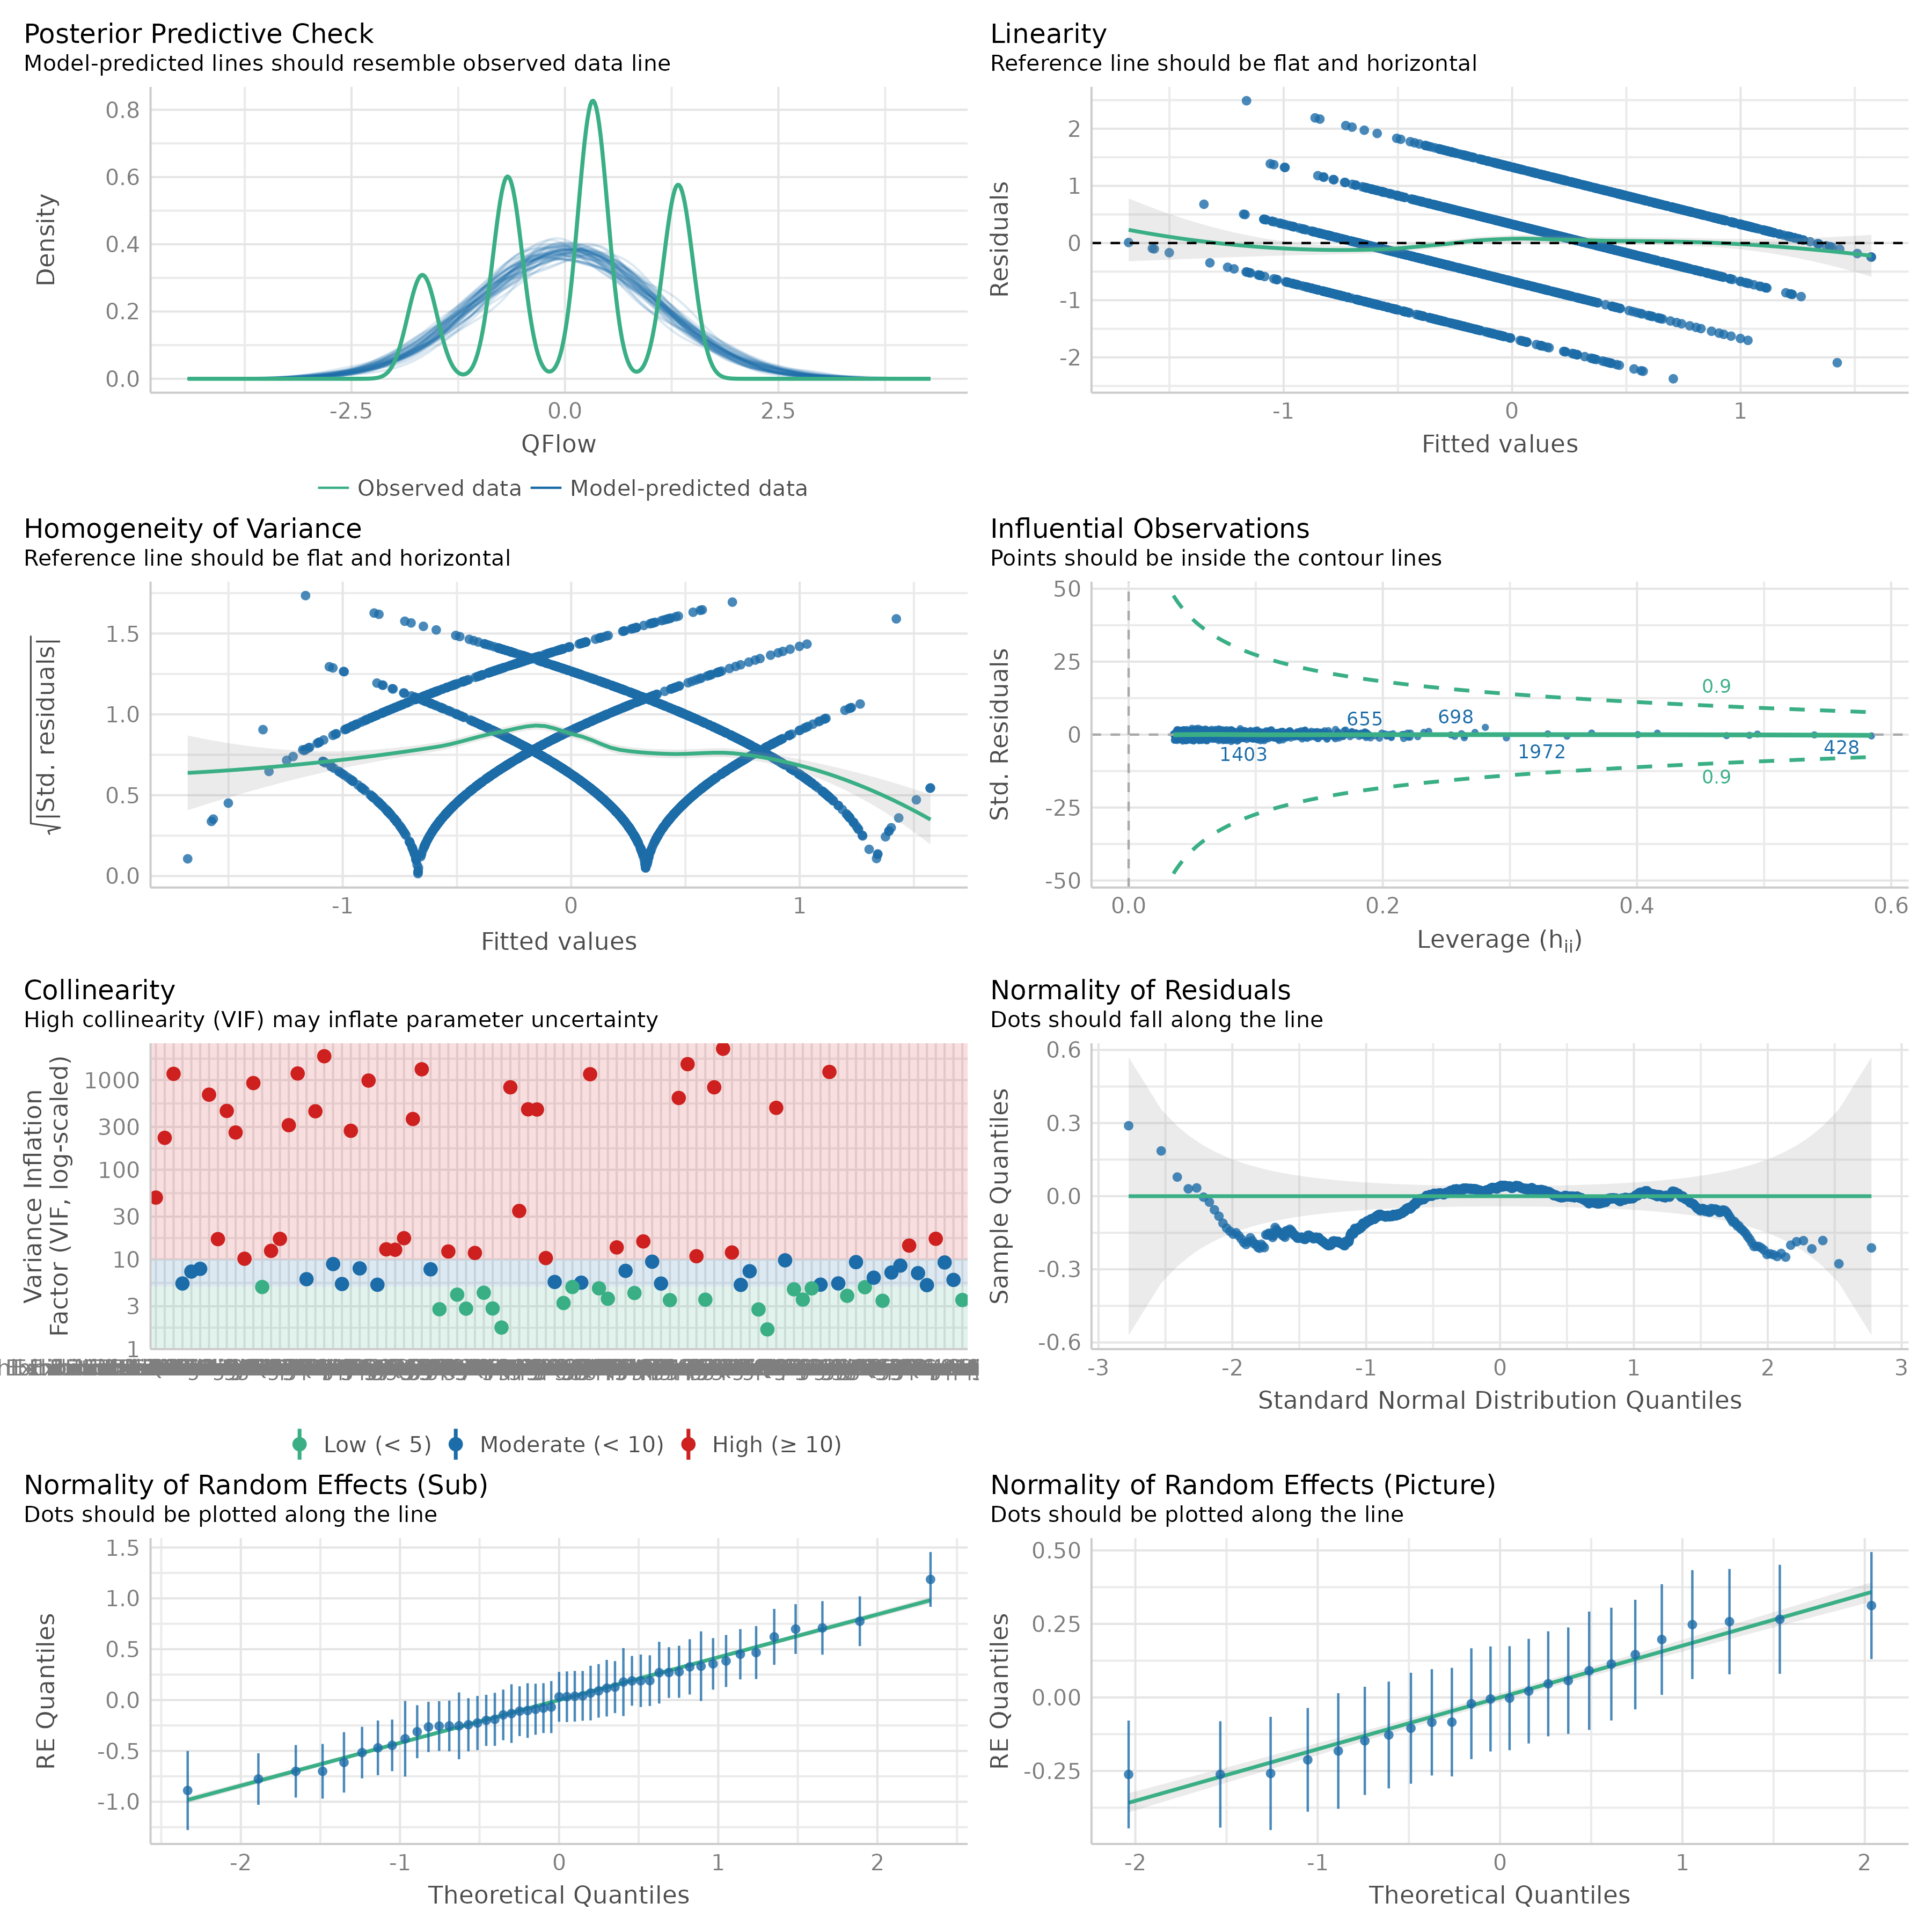 Posterior Predictive Check
Model-predicted lines should resemble observed data line
Density
0.8
0.6
0.4
0.2
0.0
-2.5
0.0
2.5
QFlow
Observed data
Model-predicted data
Linearity
Reference line should be flat and horizontal
Residuals
2
1
0
-1
-2
-1
0
1
Fitted values
Homogeneity of Variance
Reference line should be flat and horizontal
√|Std. residuals|
1.5
1.0
0.5
0.0
-1
0
1
Fitted values
Influential Observations
Points should be inside the contour lines
Std. Residuals
50
25
0
-25
-50
0.9
655
698
1403
1972
428
0.9
0.0
0.2
0.4
0.6
Leverage (hii)
Collinearity
High collinearity (VIF) may inflate parameter uncertainty
Variance Inflation
Factor (VIF, log-scaled)
1000
300
100
30
10
3
1
Low (< 5)
Moderate (< 10)
High (≥ 10)
Normality of Residuals
Dots should fall along the line
Sample Quantiles
0.6
0.3
0.0
-0.3
-0.6
-3
-2
-1
0
1
2
3
Standard Normal Distribution Quantiles
Normality of Random Effects (Sub)
Dots should be plotted along the line
RE Quantiles
1.5
1.0
0.5
0.0
-0.5
-1.0
-2
-1
0
1
2
Theoretical Quantiles
Normality of Random Effects (Picture)
Dots should be plotted along the line
RE Quantiles
0.50
0.25
0.00
-0.25
-2
-1
0
1
2
Theoretical Quantiles